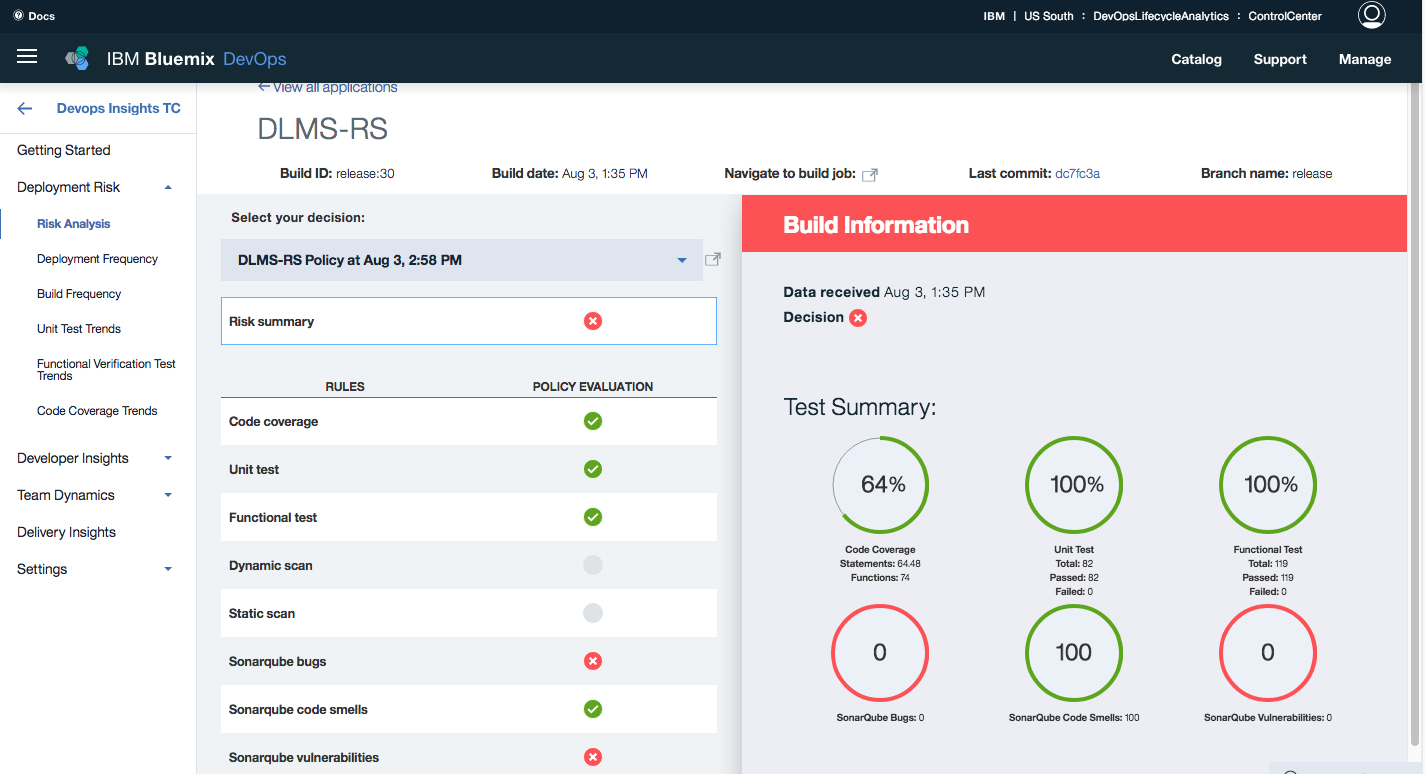 Docs
IBM | US South : DevOpsLifecycleAnalytics : ControlCenter
IBM Bluemix DevOps
Catalog Support Manage
Devops Insights TC
Getting Started
Deployment Risk
Risk Analysis
Deployment Frequency
Build Frequency
Unit Test Trends
Functional Verification Test
Trends
Code Coverage Trends
Developer Insights
Team Dynamics
Delivery Insights
Settings
View all applications
DLMS-RS
Build ID: release:30
Build date: Aug 3, 1:35 PM
Navigate to build job:
Last commit: dc7fc3a
Branch name: release
Select your decision:
DLMS-RS Policy at Aug 3, 2:58 PM
Risk summary
RULES POLICY EVALUATION
Code coverage
Unit test
Functional test
Dynamic scan
Static scan
Sonarqube bugs
Sonarqube code smells
Sonarqube vulnerabilities
Build Information
Data received Aug 3, 1:35 PM
Decision
Test Summary:
64%
Code Coverage
Statements: 64.48
Functions: 74
100%
Unit Test
Total: 82
Passed: 82
Failed: 0
100%
Functional Test
Total: 119
Passed: 119
Failed: 0
0
SonarQube Bugs: 0
100
SonarQube Code Smells: 100
0
SonarQube Vulnerabilities: 0